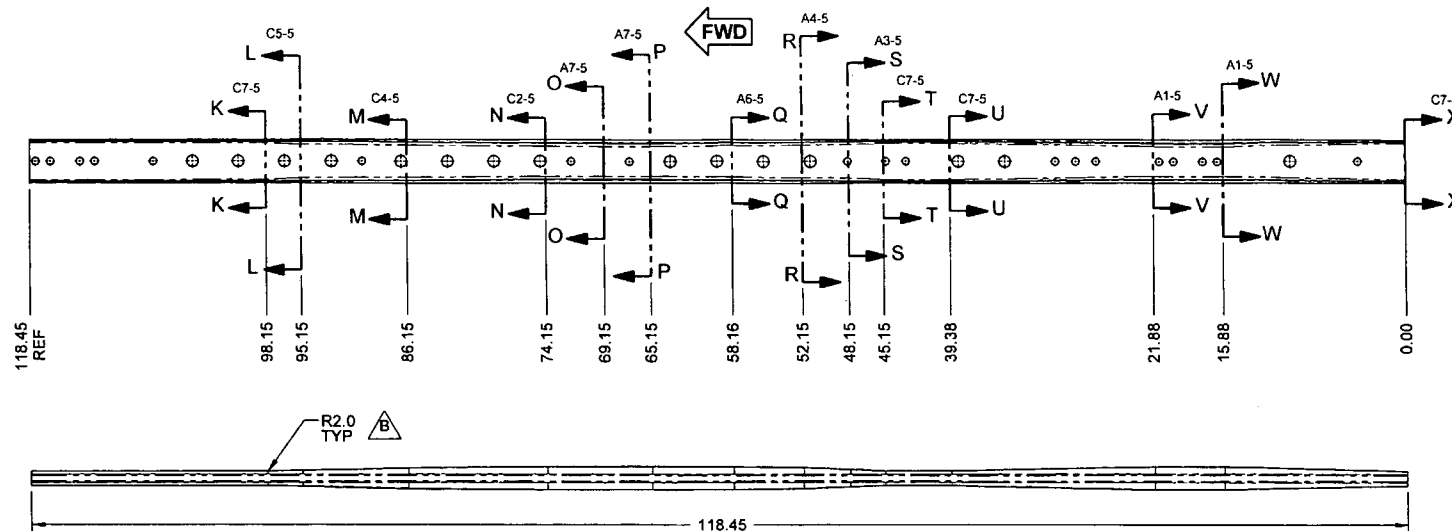 FWD
A4-5
R
C5-5
A7-5
A3-5
L
P
S
A7-5
C7-5
A1-5
O
T
W
C7-5
C4-5
C2-5
A6-5
C7-5
A1-5
C7-
K
M
N
Q
U
V
X
K
M
N
Q
U
V
X
L
O
P
R
S
T
W
118.45
REF
98.15
95.15
86.15
74.15
69.15
65.15
58.16
52.15
48.15
45.15
39.38
21.88
15.88
0.00
R2.0
TYP
B
118.45